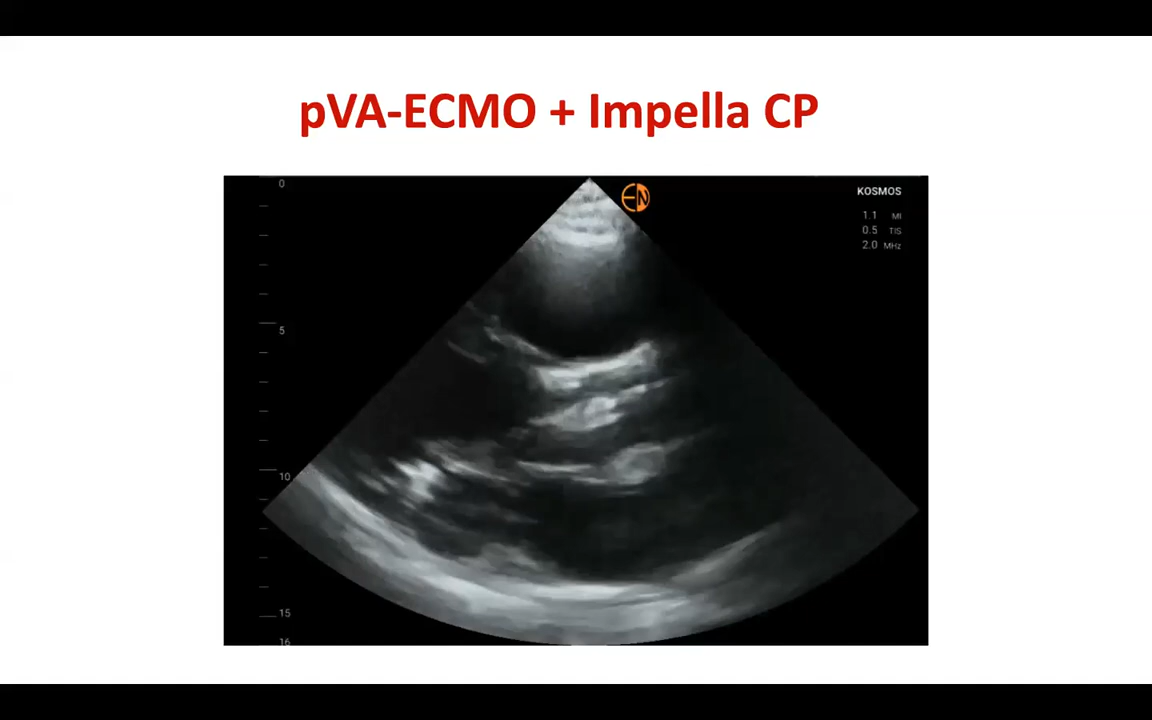 pVA-ECMO + Impella CP
0
EN
KOSMOS
1.1 MI
0.5 TIS
2.0 MHz
5
10
15
16